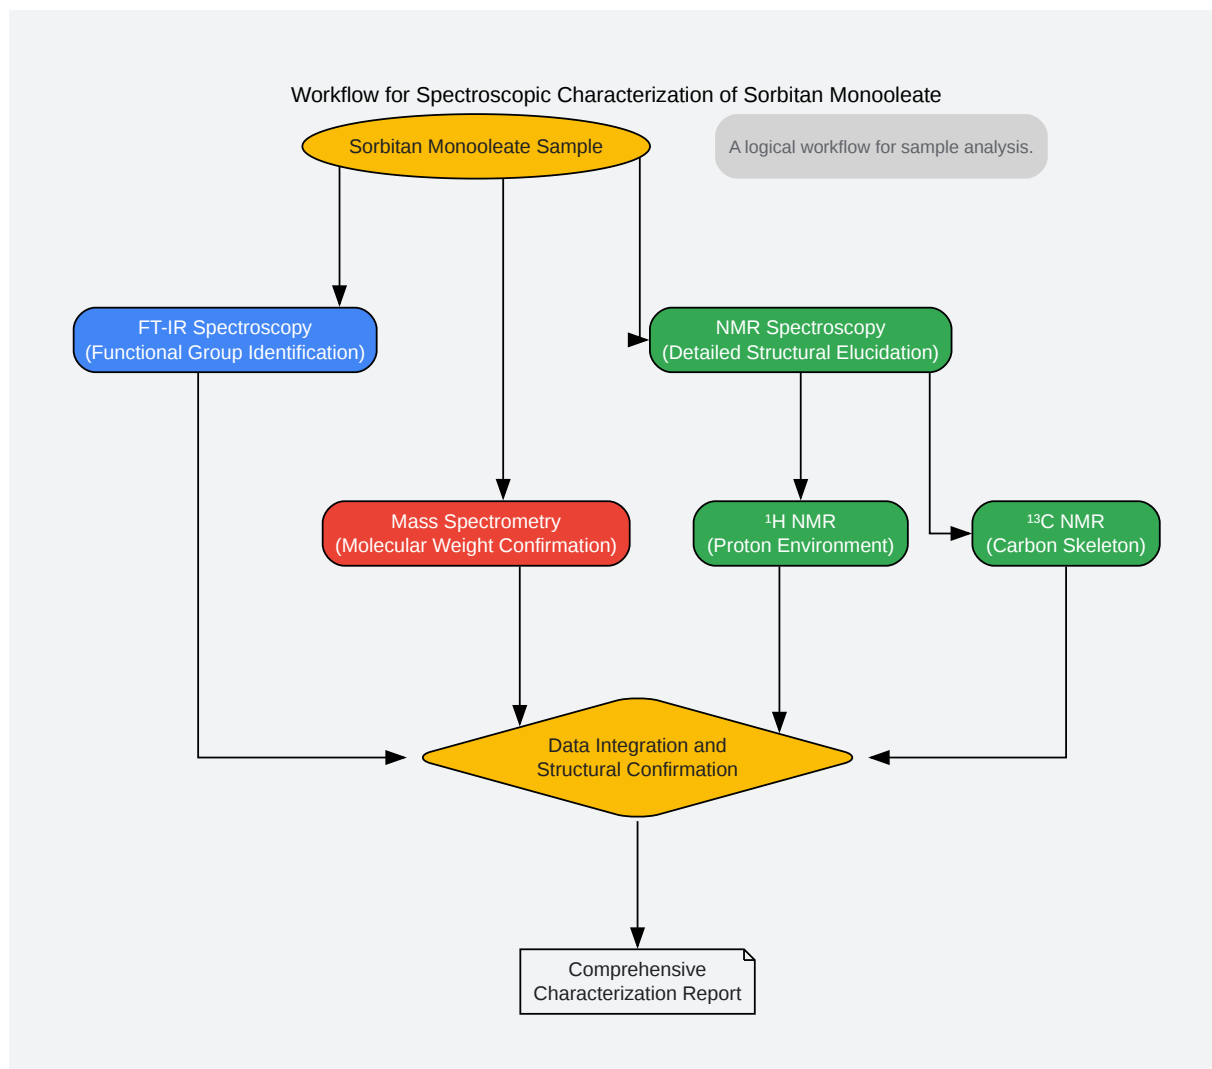 Workflow for Spectroscopic Characterization of Sorbitan Monooleate
Sorbitan Monooleate Sample
A logical workflow for sample analysis.
FT-IR Spectroscopy
(Functional Group Identification)
NMR Spectroscopy
(Detailed Structural Elucidation)
Mass Spectrometry
(Molecular Weight Confirmation)
¹H NMR
(Proton Environment)
¹³C NMR
(Carbon Skeleton)
Data Integration and
Structural Confirmation
Comprehensive
Characterization Report